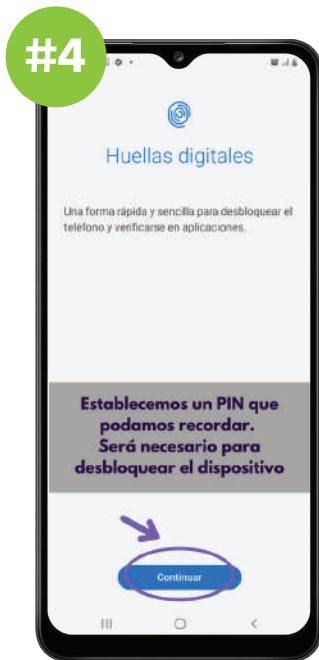 #4
Huellas digitales
Una forma rápida y sencilla para desbloquear el
teléfono y verificarse en aplicaciones.
Establecemos un PIN que
podamos recordar.
Será necesario para
desbloquear el dispositivo
Continuar